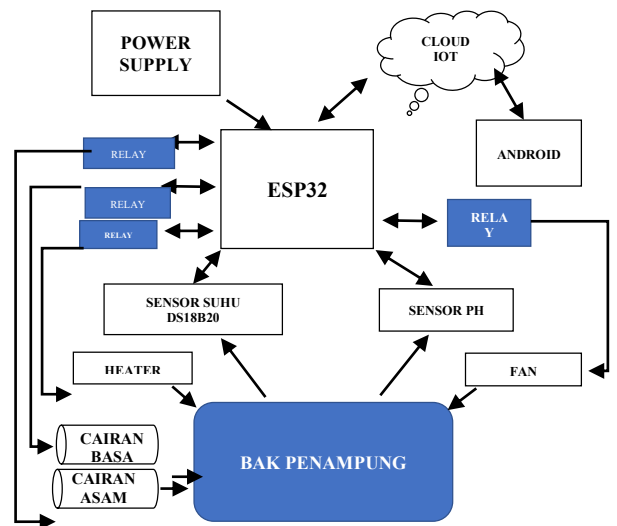 POWER
SUPPLY
CLOUD
IOT
ANDROID
RELAY
ESP32
RELAY
RELAY
RELA
Y
SENSOR SUHU
DS18B20
SENSOR PH
HEATER
FAN
CAIRAN
BASA
BAK PENAMPUNG
CAIRAN
ASAM